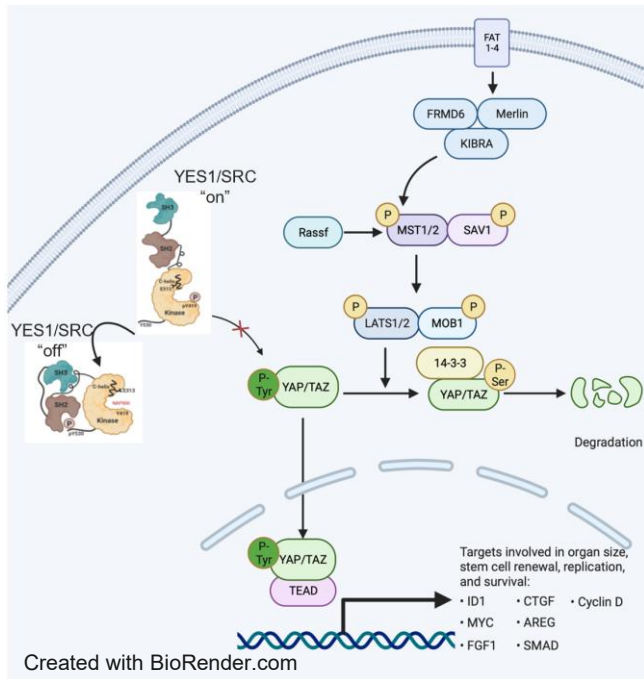 FAT
1-4
FRMD6
Merlin
KIBRA
YES1/SRC
"on"
SH3
SH2
C-helix
Kinase
P
Rassf
P
MST1/2
SAV1
P
P
LATS1/2
MOB1
P
YES1/SRC
"off"
SH3
SH2
P
C-helix
Kinase
14-3-3
P-
Tyr
YAP/TAZ
P-
Ser
YAP/TAZ
Degradation
P-
Tyr
YAP/TAZ
TEAD
Targets involved in organ size,
stem cell renewal, replication,
and survival:
• ID1 • CTGF • Cyclin D
• MYC • AREG
• FGF1 • SMAD
Created with BioRender.com